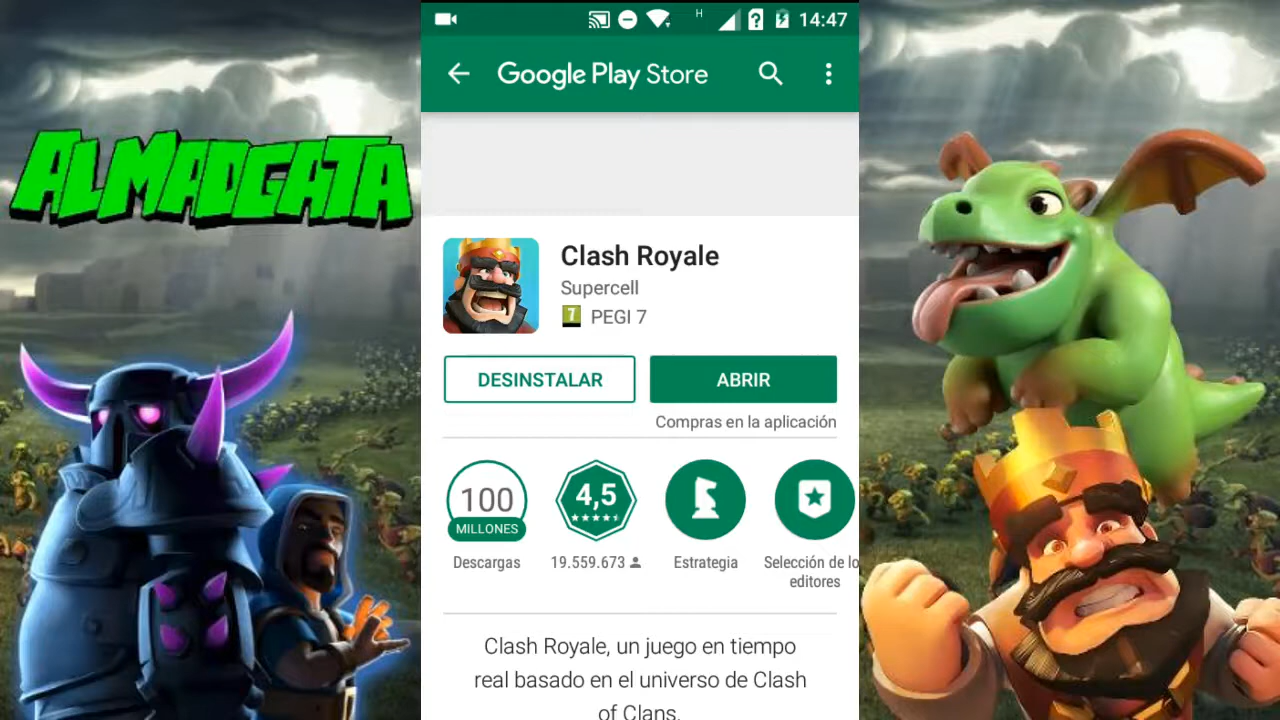 H
14:47
Google Play Store
ALMADGATA
Clash Royale
Supercell
7 PEGI 7
DESINSTALAR
ABRIR
Compras en la aplicación
100
MILLONES
4,5
Descargas
19.559.673
Estrategia
Selección de lo
editores
Clash Royale, un juego en tiempo
real basado en el universo de Clash
of Clans.